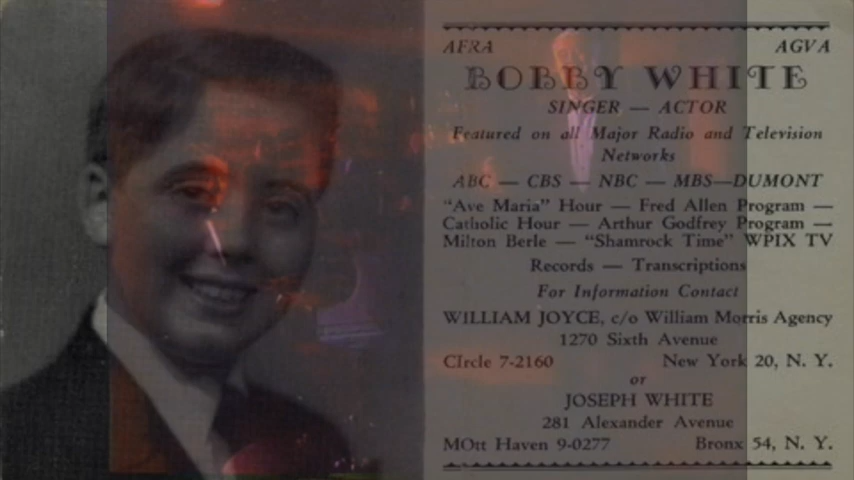 AFRA AGVA
BOBBY WHITE
SINGER — ACTOR
Featured on all Major Radio and Television
Networks
ABC — CBS — NBC — MBS—DUMONT
"Ave Maria" Hour — Fred Allen Program —
Catholic Hour — Arthur Godfrey Program —
Milton Berle — "Shamrock Time" WPIX TV
Records — Transcriptions
For Information Contact
WILLIAM JOYCE, c/o William Morris Agency
1270 Sixth Avenue
CIrcle 7-2160 New York 20, N. Y.
or
JOSEPH WHITE
281 Alexander Avenue
MOtt Haven 9-0277 Bronx 54, N. Y.